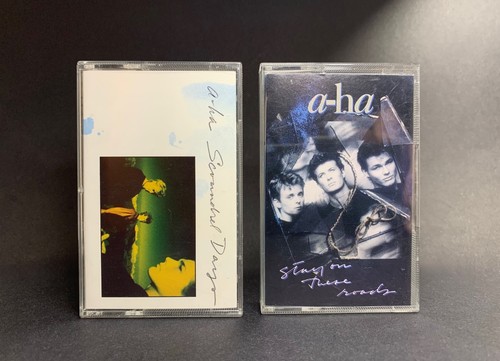 a-ha Scoundrel Days
a-ha
stay on
these
roads